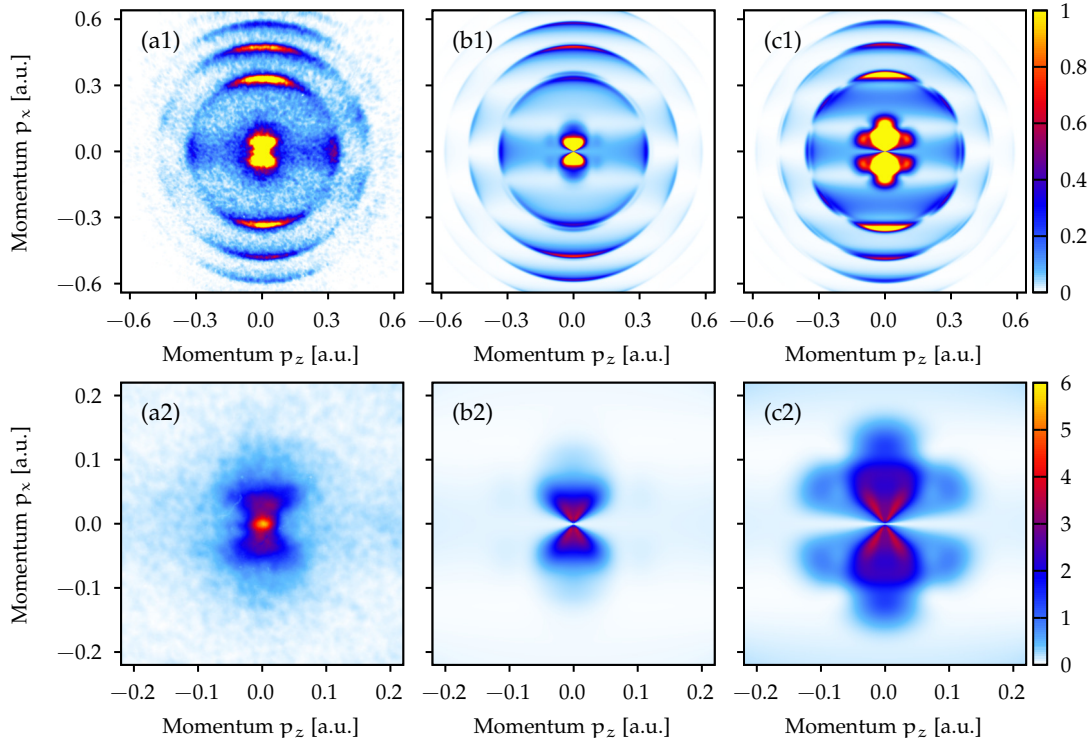 0.6
0.3
0.0
−0.3
−0.6
Momentum pₓ [a.u.]
(a1)
(b1)
(c1)
1
0.8
0.6
0.4
0.2
0
−0.6 −0.3 0.0 0.3 0.6
−0.6 −0.3 0.0 0.3 0.6
−0.6 −0.3 0.0 0.3 0.6
Momentum p_z [a.u.]
Momentum p_z [a.u.]
Momentum p_z [a.u.]
0.2
0.1
0.0
−0.1
−0.2
Momentum pₓ [a.u.]
(a2)
(b2)
(c2)
6
5
4
3
2
1
0
−0.2 −0.1 0.0 0.1 0.2
−0.2 −0.1 0.0 0.1 0.2
−0.2 −0.1 0.0 0.1 0.2
Momentum p_z [a.u.]
Momentum p_z [a.u.]
Momentum p_z [a.u.]